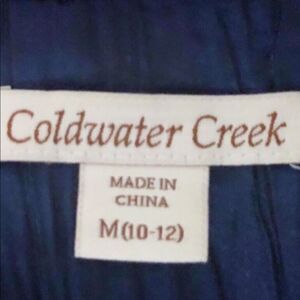 Coldwater Creek
MADE IN
CHINA
M(10-12)